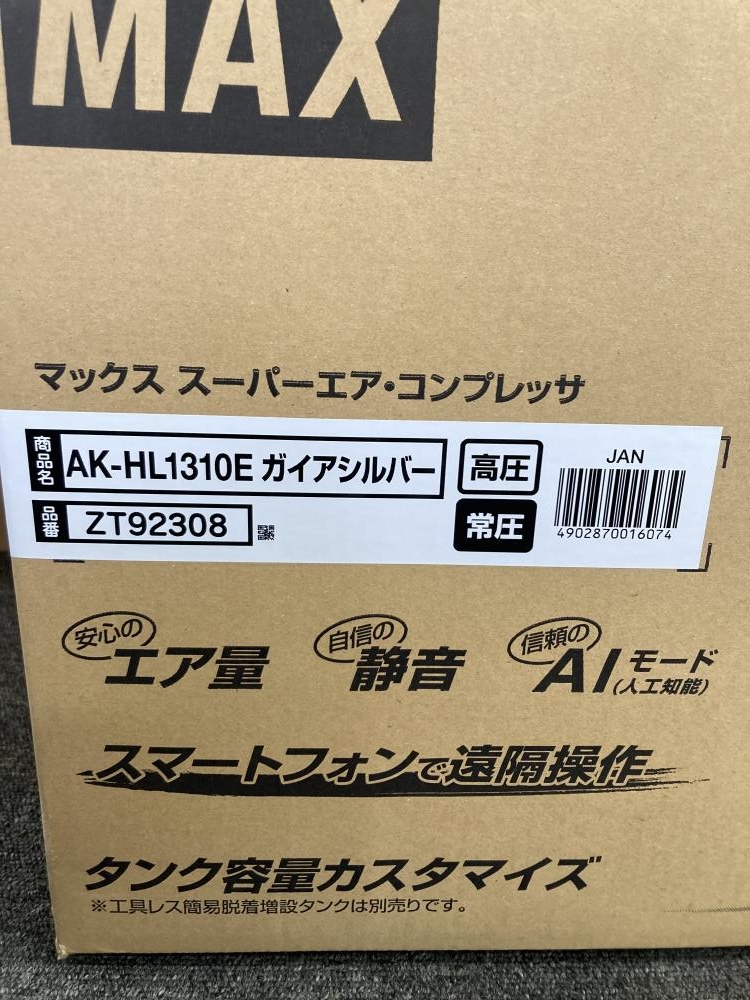 MAX
マックス スーパーエア・コンプレッサ
商品名 AK-HL1310E ガイアシルバー 高圧 JAN
品番 ZT92308 常圧 4902870016074
安心の 自信の 信頼の
エア量 静音 AIモード
(人工知能)
スマートフォンで遠隔操作
タンク容量カスタマイズ
※工具レス簡易脱着増設タンクは別売りです。